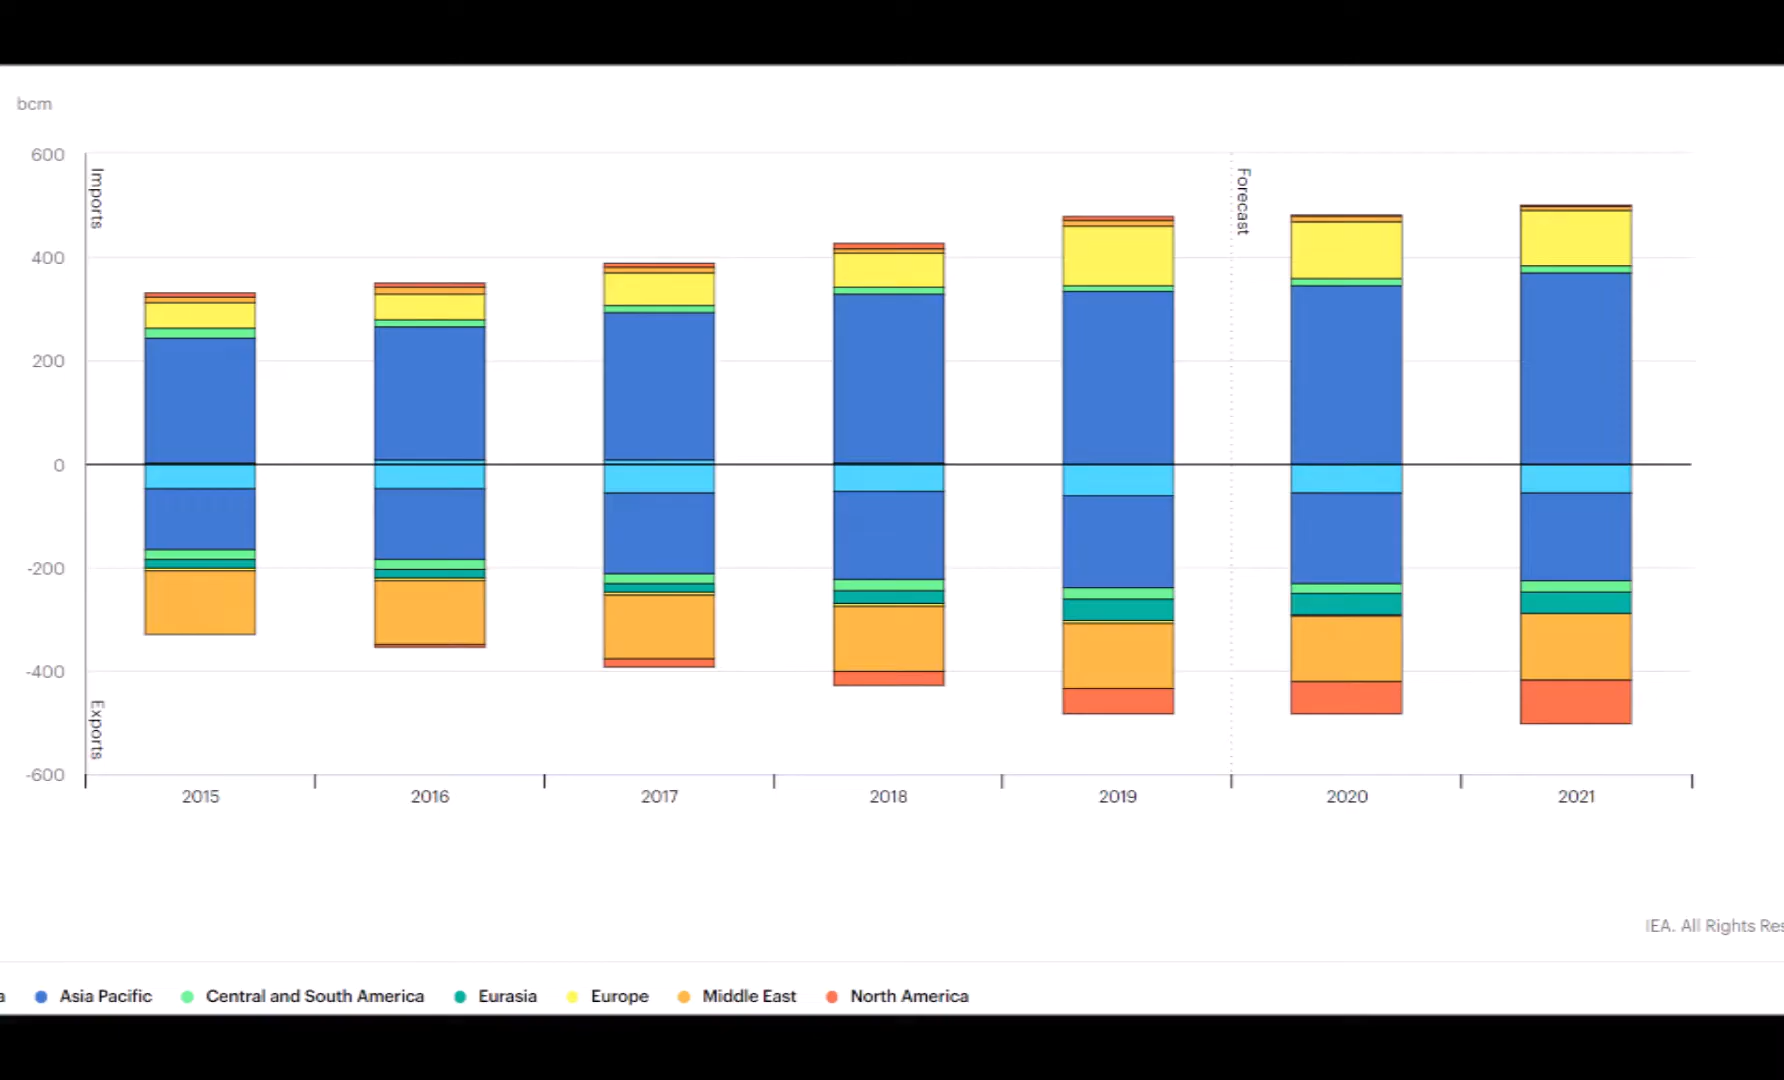 bcm
600
Imports
Forecast
400
200
0
-200
-400
Exports
-600
2015 2016 2017 2018 2019 2020 2021
IEA. All Rights Res
a Asia Pacific Central and South America Eurasia Europe Middle East North America